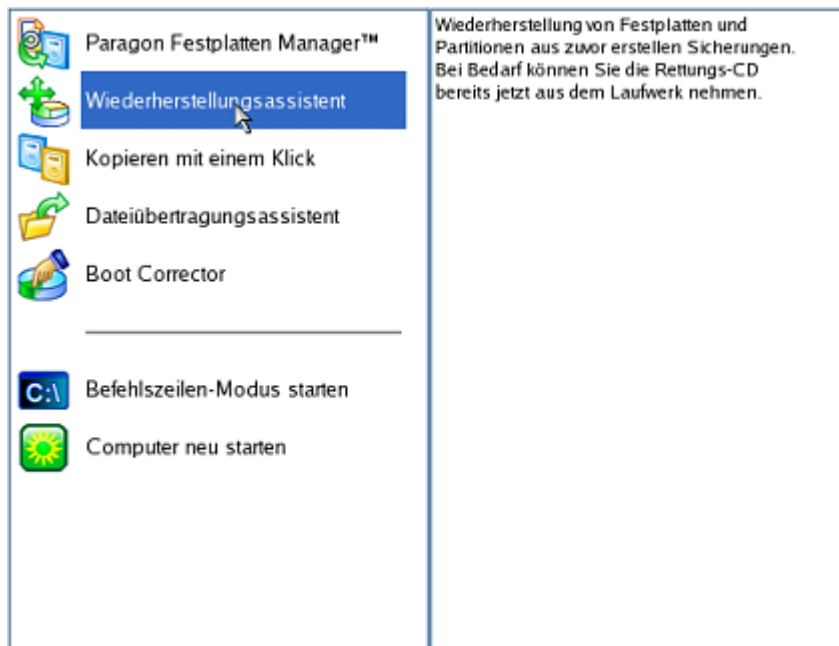 Paragon Festplatten Manager™
Wiederherstellungsassistent
Kopieren mit einem Klick
Dateiübertragungsassistent
Boot Corrector
C:\ Befehlszeilen-Modus starten
Computer neu starten
Wiederherstellung von Festplatten und
Partitionen aus zuvor erstellen Sicherungen.
Bei Bedarf können Sie die Rettungs-CD
bereits jetzt aus dem Laufwerk nehmen.